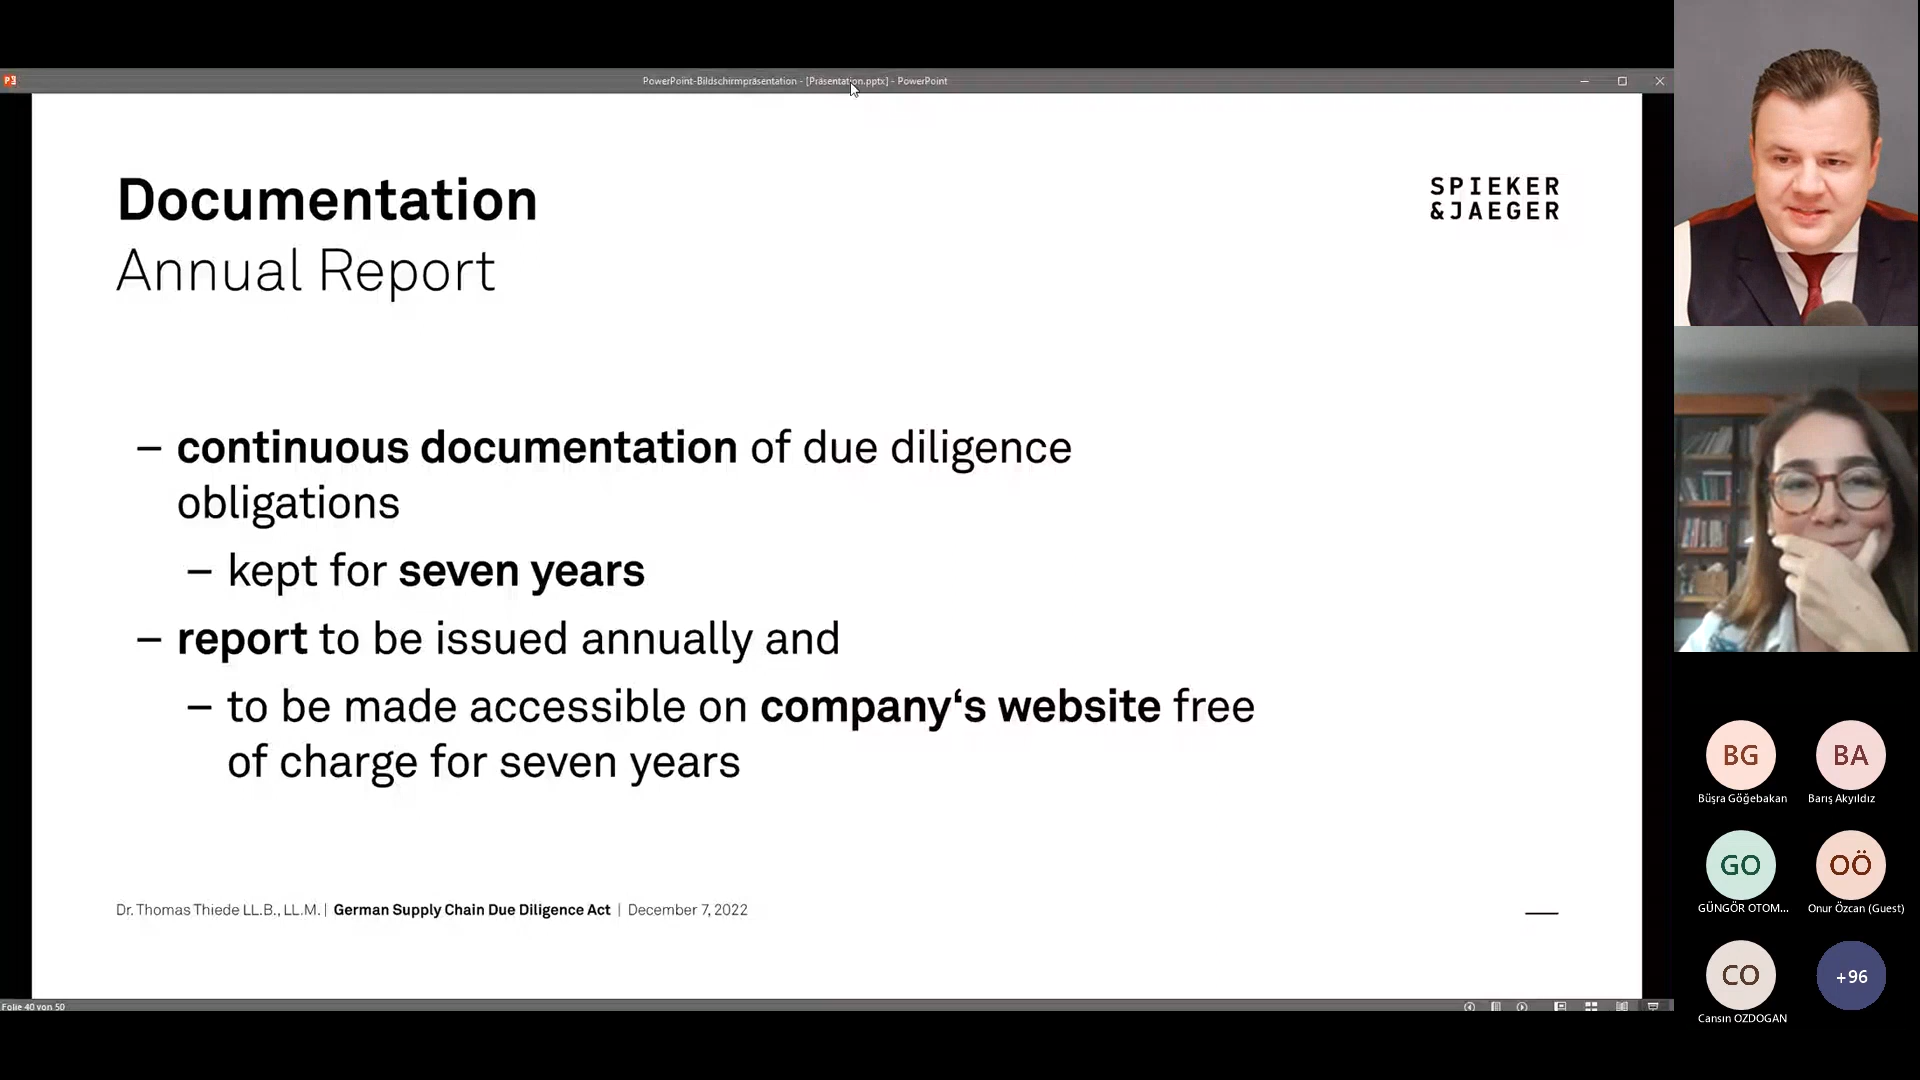 PowerPoint-Bildschirmpräsentation - [Präsentation.pptx] - PowerPoint
Documentation
Annual Report
SPIEKER
&JAEGER
– continuous documentation of due diligence
obligations
– kept for seven years
– report to be issued annually and
– to be made accessible on company‘s website free
of charge for seven years
Dr. Thomas Thiede LL.B., LL.M. | German Supply Chain Due Diligence Act | December 7, 2022
Folie 40 von 50
BG
Büşra Göğebakan
BA
Barış Akyıldız
GO
GÜNGÖR OTOM...
OÖ
Onur Özcan (Guest)
CO
Cansın OZDOGAN
+96